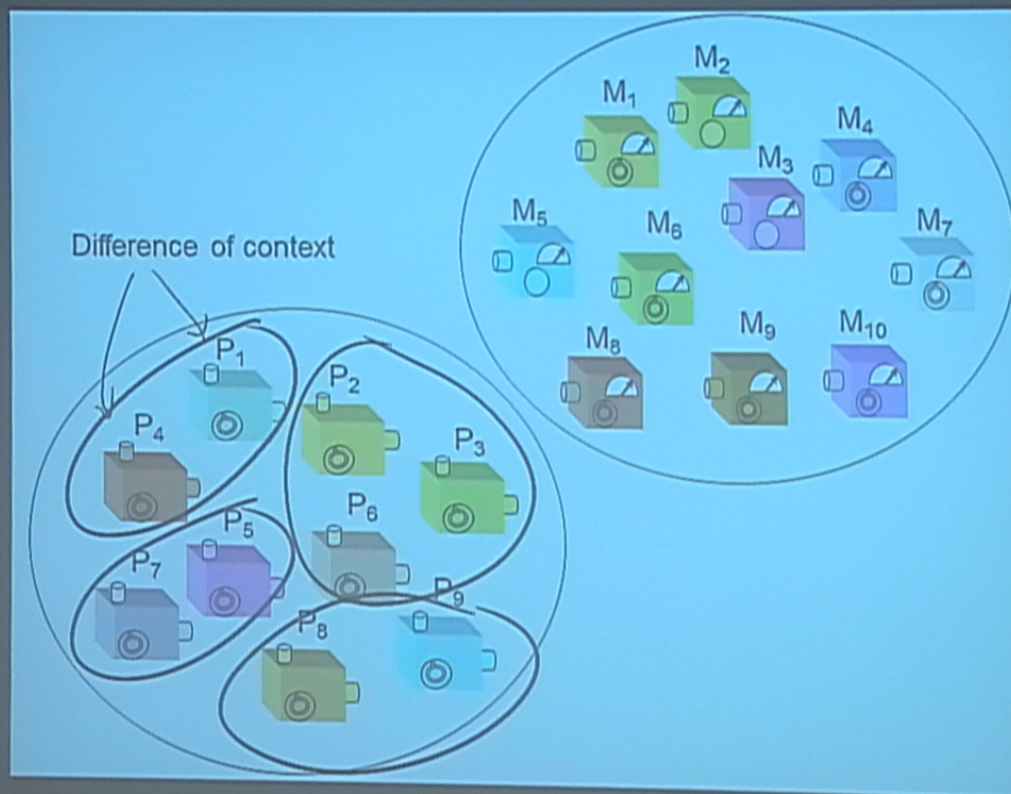 M₂
M₁
M₄
M₃
M₅
M₆
M₇
Difference of context
M₈
M₉
M₁₀
P₁
P₂
P₄
P₃
P₆
P₅
P₇
P₉
P₈